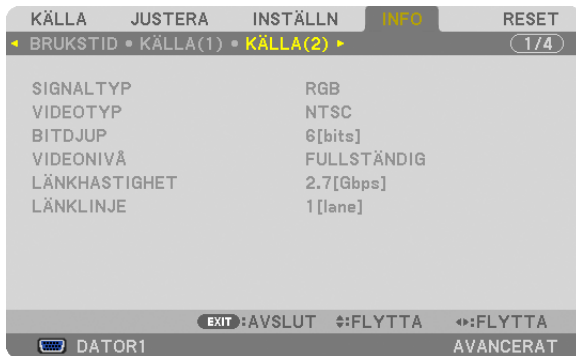 KÄLLA JUSTERA INSTÄLLN INFO RESET
BRUKSTID • KÄLLA(1) • KÄLLA(2) 1/4
SIGNALTYP RGB
VIDEOTYP NTSC
BITDJUP 6[bits]
VIDEONIVÅ FULLSTÄNDIG
LÄNKHASTIGHET 2.7[Gbps]
LÄNKLINJE 1[lane]
EXIT:AVSLUT :FLYTTA :FLYTTA
DATOR1 AVANCERAT